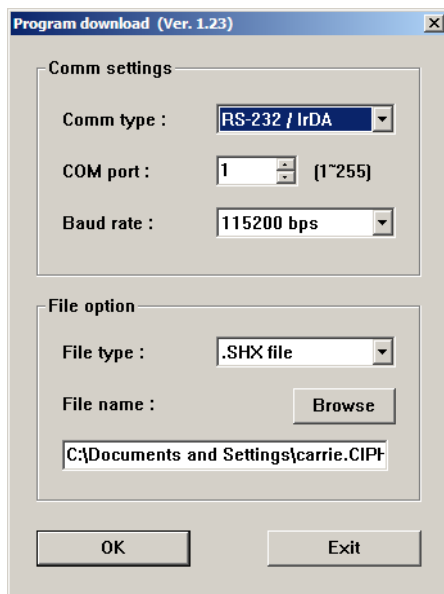 Program download (Ver. 1.23)
Comm settings
Comm type : RS-232 / IrDA
COM port : 1 (1~255)
Baud rate : 115200 bps
File option
File type : .SHX file
File name : Browse
C:\Documents and Settings\carrie.CIPH
OK Exit